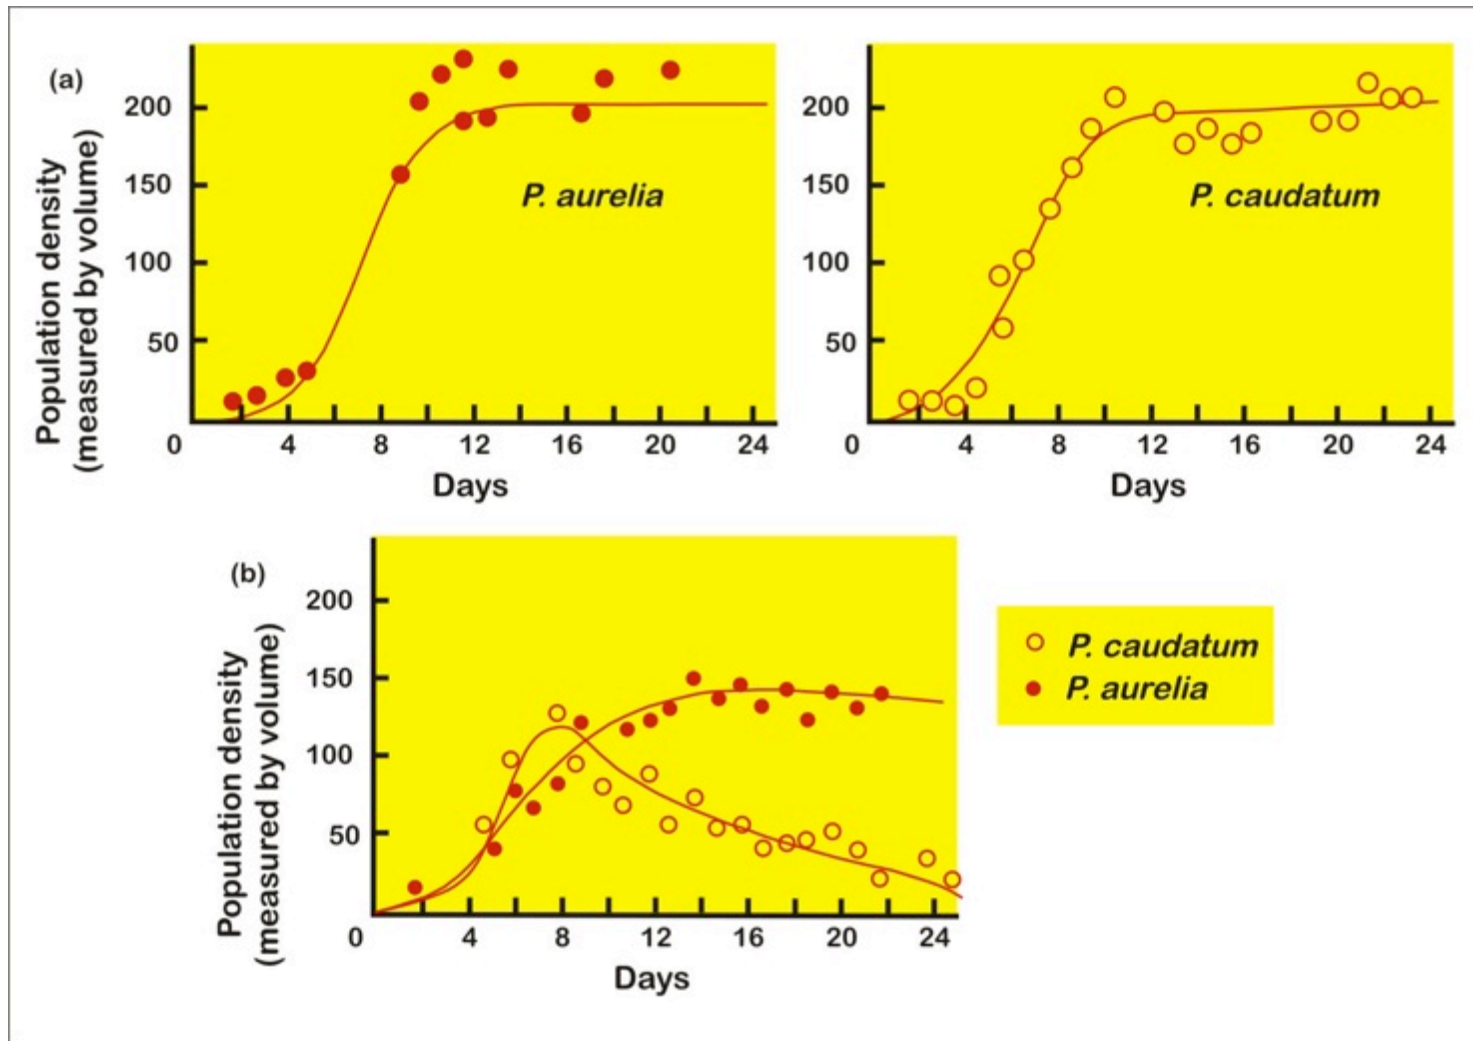 (a)
Population density
(measured by volume)
200
150
100
50
0 4 8 12 16 20 24
Days
P. aurelia
200
150
100
50
0 4 8 12 16 20 24
Days
P. caudatum
(b)
Population density
(measured by volume)
200
150
100
50
0 4 8 12 16 20 24
Days
P. caudatum
P. aurelia